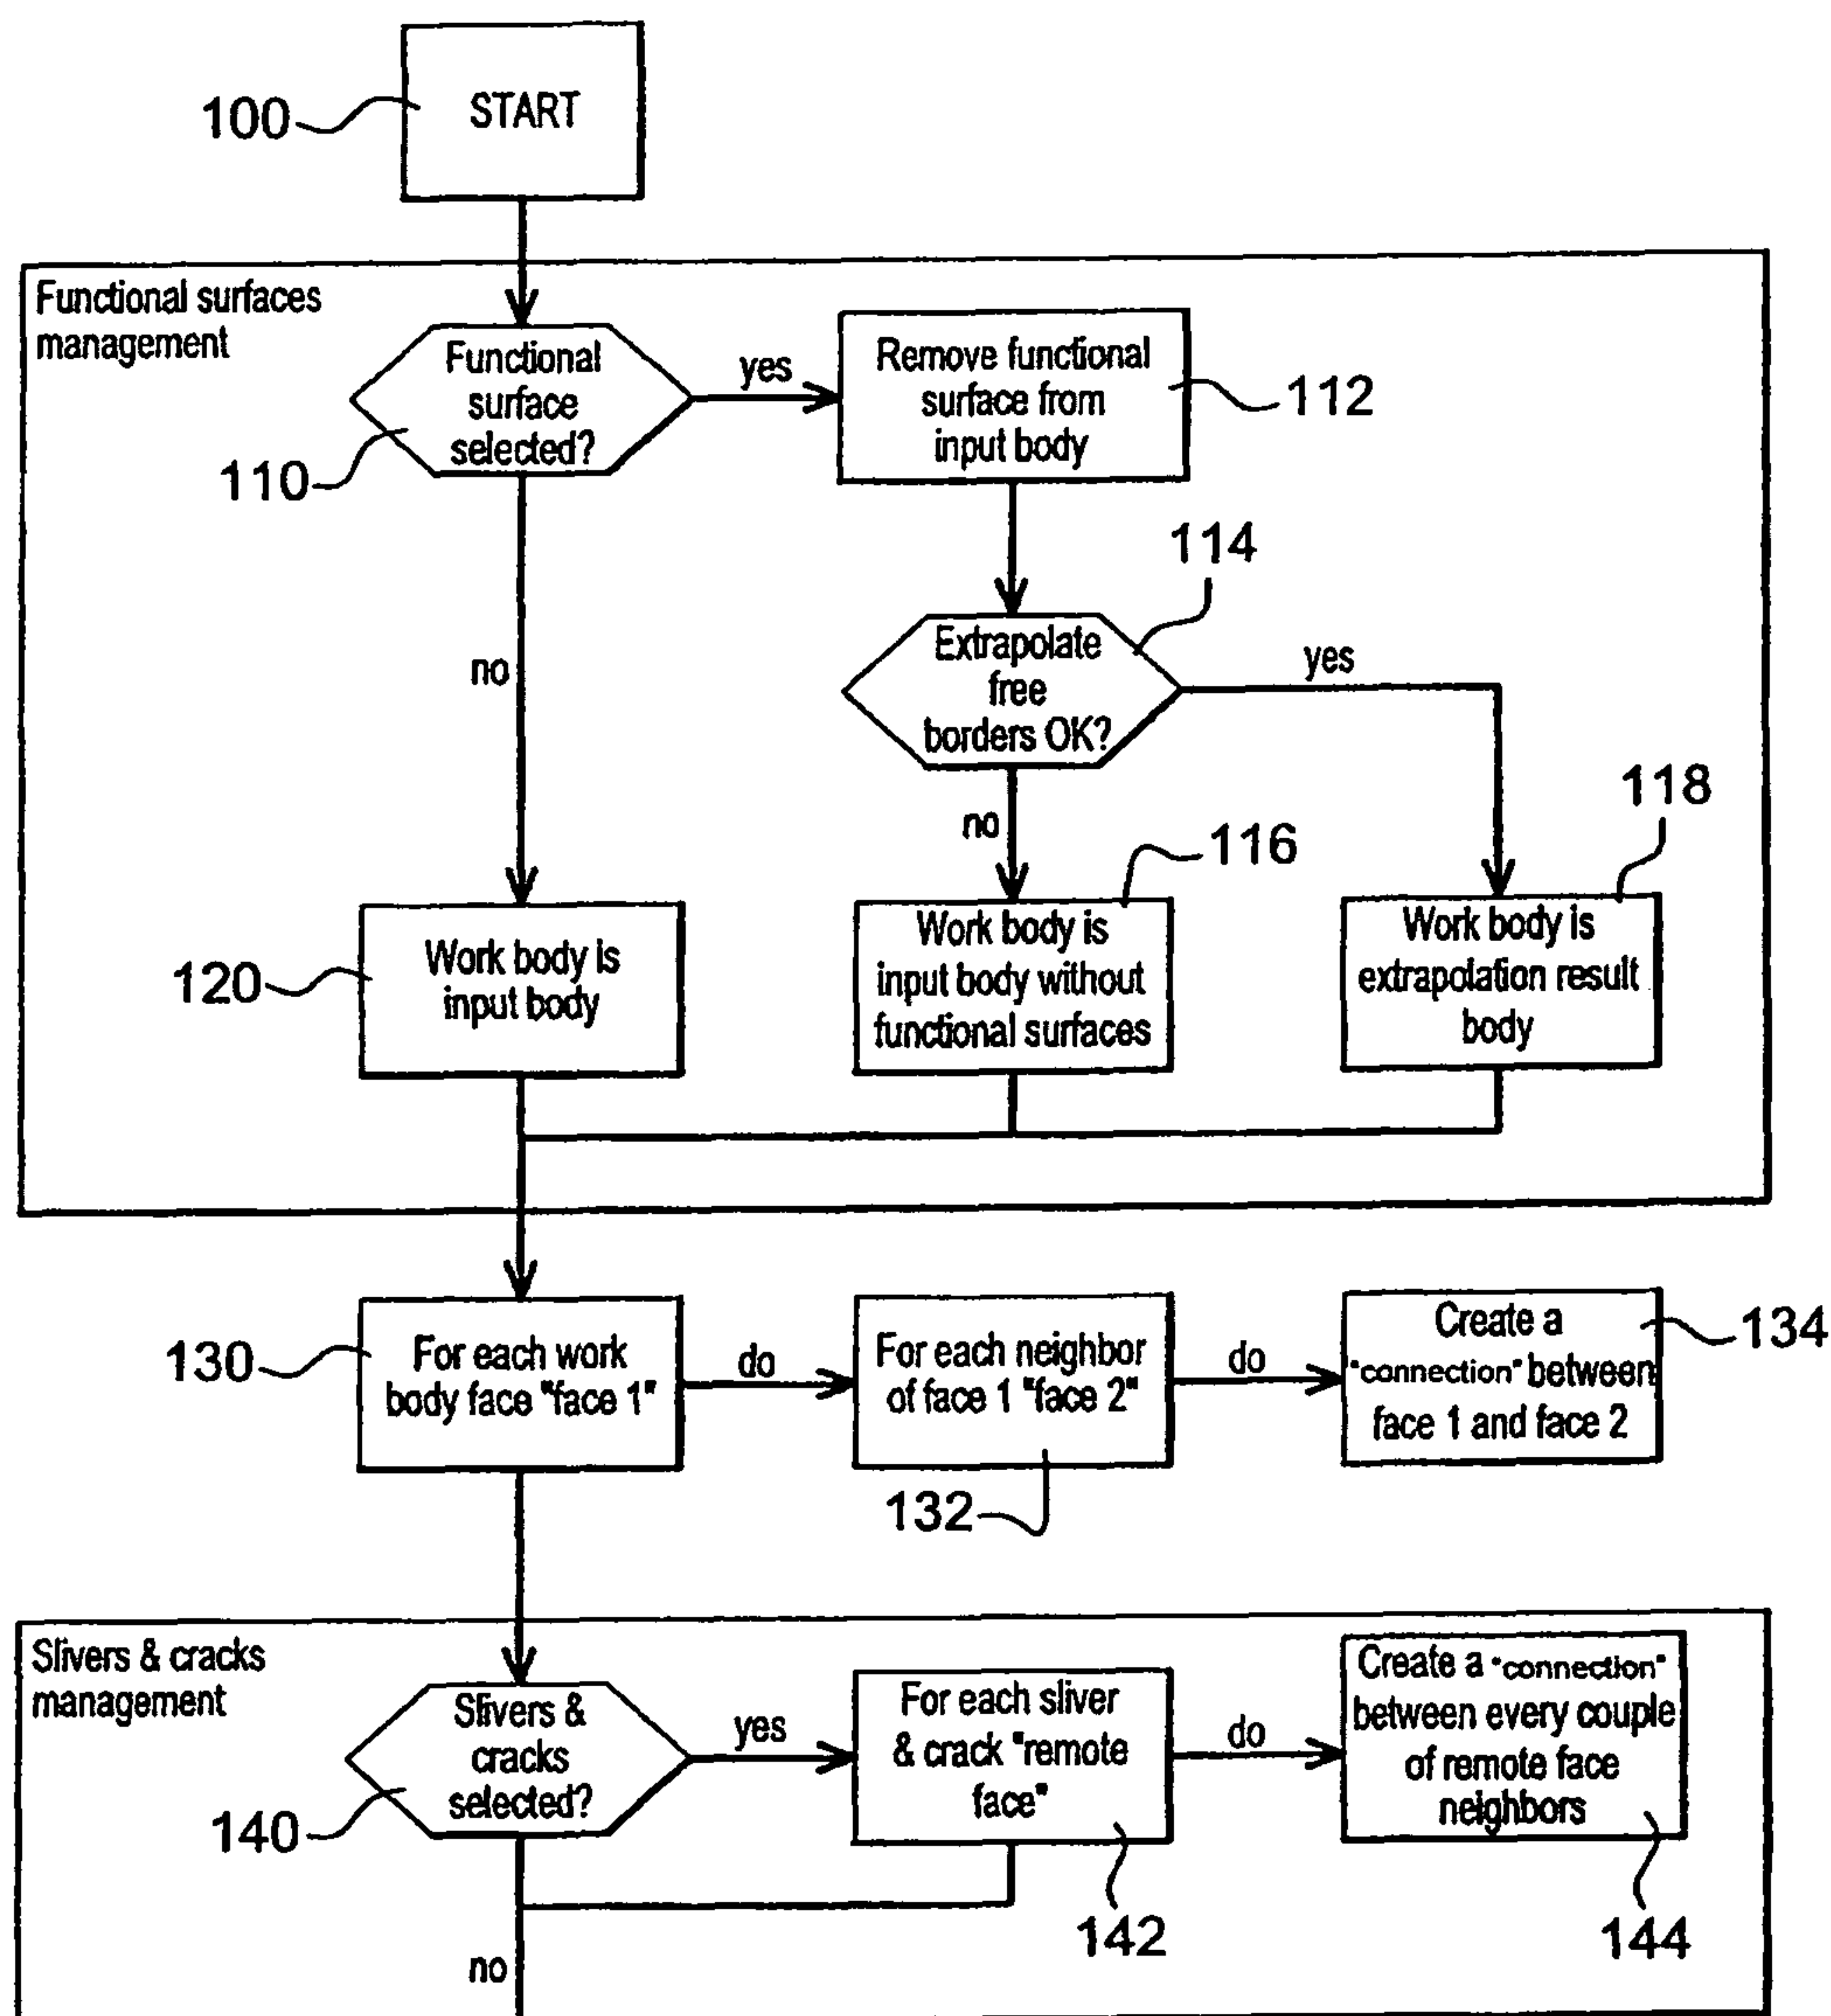 START
100
Functional surfaces
management
Functional
surface
selected?
110
yes
Remove functional
surface from
input body
112
114
Extrapolate
free
borders OK?
yes
no
no
116
118
120
Work body is
input body
Work body is
input body without
functional surfaces
Work body is
extrapolation result
body
130
For each work
body face "face 1"
do
For each neighbor
of face 1 "face 2"
132
do
Create a
"connection" between
face 1 and face 2
134
Slivers & cracks
management
Slivers &
cracks
selected?
140
yes
For each sliver
& crack "remote
face"
142
do
Create a "connection"
between every couple
of remote face
neighbors
144
no